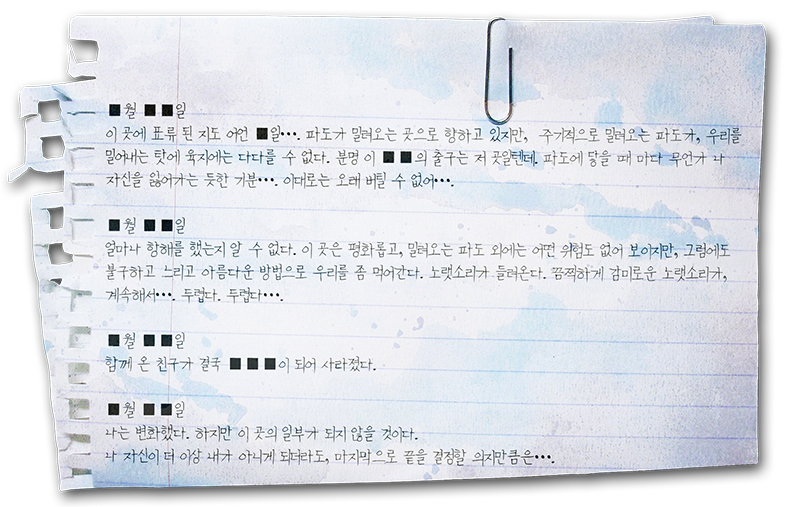 ■월 ■■일
이 곳에 표류 된 지도 어언 ■일…. 파도가 밀려오는 곳으로 향하고 있지만, 주기적으로 밀려오는 파도가, 우리를
밀어내는 탓에 육지에는 다다를 수 없다. 분명 이 ■■의 출구는 저 곳일텐데. 파도에 닿을 때 마다 무언가 나
자신을 잃어가는 듯한 기분…. 이대로는 오래 버틸 수 없어….
■월 ■■일
얼마나 항해를 했는지 알 수 없다. 이 곳은 평화롭고, 밀려오는 파도 외에는 어떤 위험도 없어 보이지만, 그럼에도
불구하고 느리고 아름다운 방법으로 우리를 좀 먹어간다. 노랫소리가 들려온다. 끔찍하게 감미로운 노랫소리가,
계속해서…. 두렵다. 두렵다….
■월 ■■일
함께 온 친구가 결국 ■■■이 되어 사라졌다.
■월 ■■일
나는 변화했다. 하지만 이 곳의 일부가 되지 않을 것이다.
나 자신이 더 이상 내가 아니게 되더라도, 마지막으로 끝을 결정할 의지만큼은….